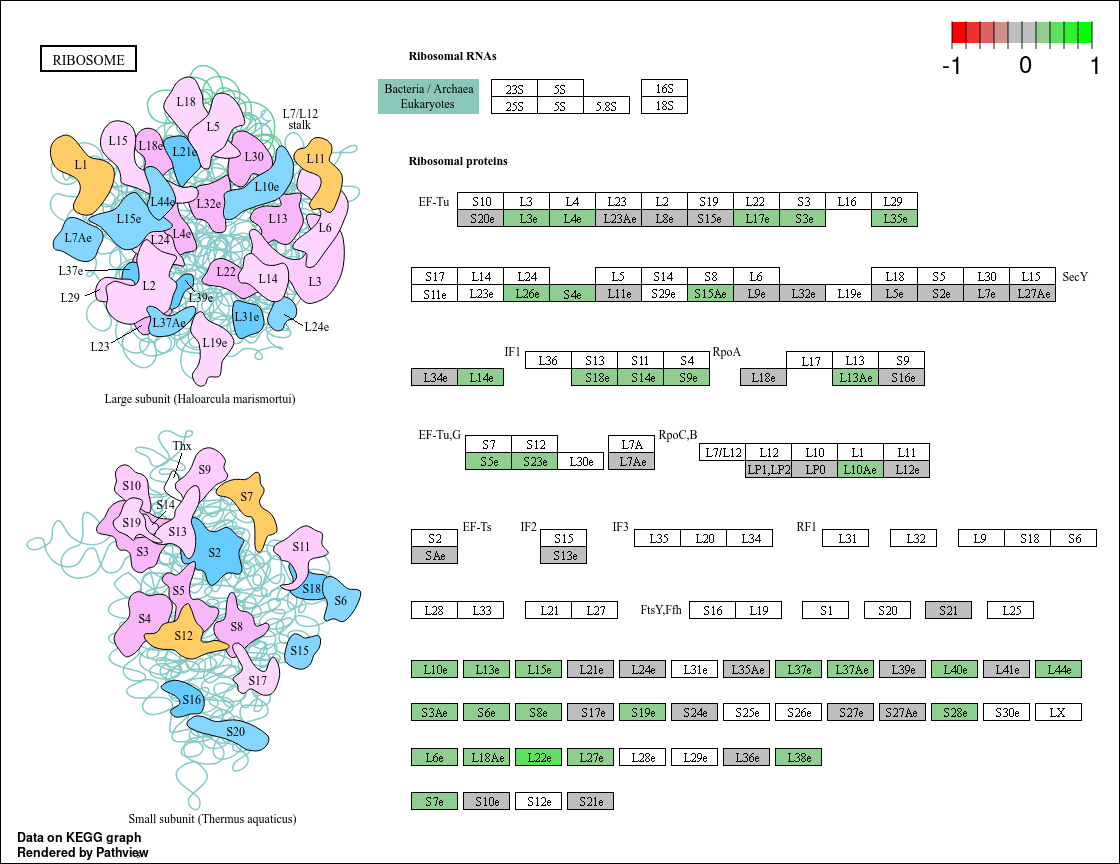 RIBOSOME
-1 0 1
Ribosomal RNAs
Bacteria / Archaea 23S 5S 16S
Eukaryotes 25S 5S 5.8S 18S
Ribosomal proteins
EF-Tu S10 L3 L4 L23 L2 S19 L22 S3 L16 L29
S20e L3e L4e L23Ae L8e S15e L17e S3e L35e
S17 L14 L24 L5 S14 S8 L6 L18 S5 L30 L15 SecY
S11e L23e L26e S4e L11e S29e S15Ae L9e L32e L19e L5e S2e L7e L27Ae
IF1 L36 S13 S11 S4 RpoA L17 L13 S9
L34e L14e S18e S14e S9e L18e L13Ae S16e
EF-Tu,G S7 S12 L7A RpoC,B L7/L12 L12 L10 L1 L11
S5e S23e L30e L7Ae LP1,LP2 LP0 L10Ae L12e
S2 EF-Ts IF2 S15 IF3 L35 L20 L34 RF1 L31 L32 L9 S18 S6
SAe S13e
L28 L33 L21 L27 FtsY,Ffh S16 L19 S1 S20 S21 L25
L10e L13e L15e L21e L24e L31e L35Ae L37e L37Ae L39e L40e L41e L44e
S3Ae S6e S8e S17e S19e S24e S25e S26e S27e S27Ae S28e S30e LX
L6e L18Ae L22e L27e L28e L29e L36e L38e
S7e S10e S12e S21e
L18
L5
L7/L12
stalk
L15 L18e L21e L30 L11
L1
L10e
L44e L32e
L15e L13
L6
L7Ae L24 L4e
L37e L22 L14 L3
L2
L29 L39e
L37Ae L31e L24e
L23 L19e
Large subunit (Haloarcula marismortui)
Thx
S9
S10 S7
S14
S19 S13
S3 S2 S11
S5 S18 S6
S4 S12 S8
S15
S17
S16
S20
Small subunit (Thermus aquaticus)
Data on KEGG graph
Rendered by Pathview